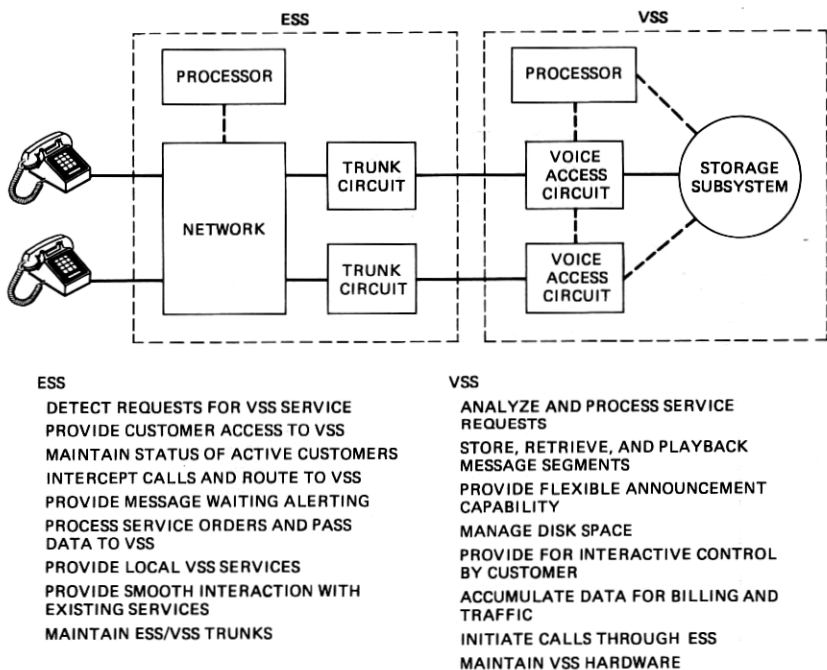 ESS
VSS
PROCESSOR
PROCESSOR
TRUNK
CIRCUIT
VOICE
ACCESS
CIRCUIT
STORAGE
SUBSYSTEM
NETWORK
TRUNK
CIRCUIT
VOICE
ACCESS
CIRCUIT
ESS
DETECT REQUESTS FOR VSS SERVICE
PROVIDE CUSTOMER ACCESS TO VSS
MAINTAIN STATUS OF ACTIVE CUSTOMERS
INTERCEPT CALLS AND ROUTE TO VSS
PROVIDE MESSAGE WAITING ALERTING
PROCESS SERVICE ORDERS AND PASS
DATA TO VSS
PROVIDE LOCAL VSS SERVICES
PROVIDE SMOOTH INTERACTION WITH
EXISTING SERVICES
MAINTAIN ESS/VSS TRUNKS
VSS
ANALYZE AND PROCESS SERVICE
REQUESTS
STORE, RETRIEVE, AND PLAYBACK
MESSAGE SEGMENTS
PROVIDE FLEXIBLE ANNOUNCEMENT
CAPABILITY
MANAGE DISK SPACE
PROVIDE FOR INTERACTIVE CONTROL
BY CUSTOMER
ACCUMULATE DATA FOR BILLING AND
TRAFFIC
INITIATE CALLS THROUGH ESS
MAINTAIN VSS HARDWARE